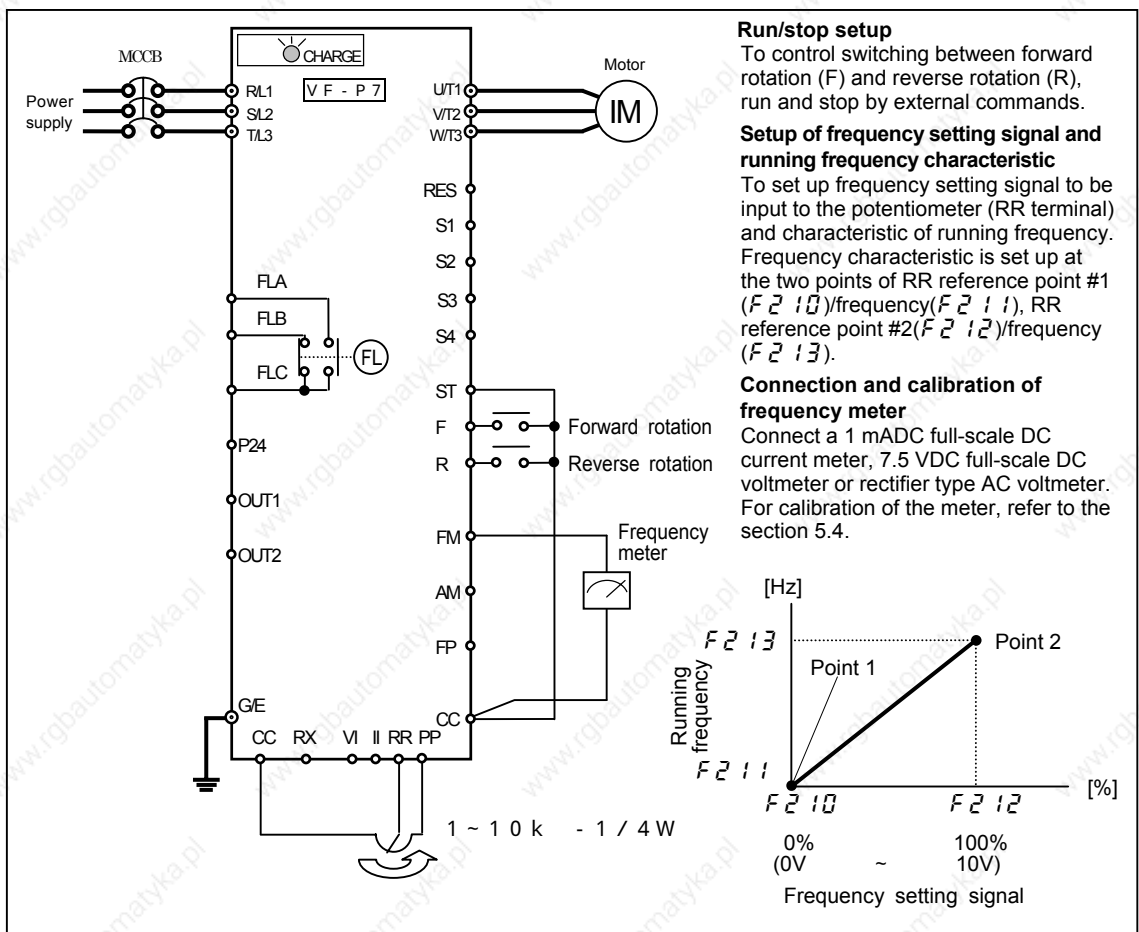 MCCB
Power
supply
CHARGE
VF-P7
R/L1
S/L2
T/L3
U/T1
V/T2
W/T3
Motor
IM
RES
S1
S2
S3
S4
FLA
FLB
FLC
FL
ST
F
R
Forward rotation
Reverse rotation
P24
OUT1
OUT2
FM
AM
FP
CC
Frequency
meter
G/E
CC RX VI II RR PP
1~10k -1/4W
Run/stop setup
To control switching between forward
rotation (F) and reverse rotation (R),
run and stop by external commands.
Setup of frequency setting signal and
running frequency characteristic
To set up frequency setting signal to be
input to the potentiometer (RR terminal)
and characteristic of running frequency.
Frequency characteristic is set up at
the two points of RR reference point #1
(F210)/frequency(F211), RR
reference point #2(F212)/frequency
(F213).
Connection and calibration of
frequency meter
Connect a 1 mADC full-scale DC
current meter, 7.5 VDC full-scale DC
voltmeter or rectifier type AC voltmeter.
For calibration of the meter, refer to the
section 5.4.
[Hz]
F213
Point 2
Point 1
Running
frequency
F211
[%]
F210 F212
0% 100%
(0V ~ 10V)
Frequency setting signal
www.rgbautomatyka.pl